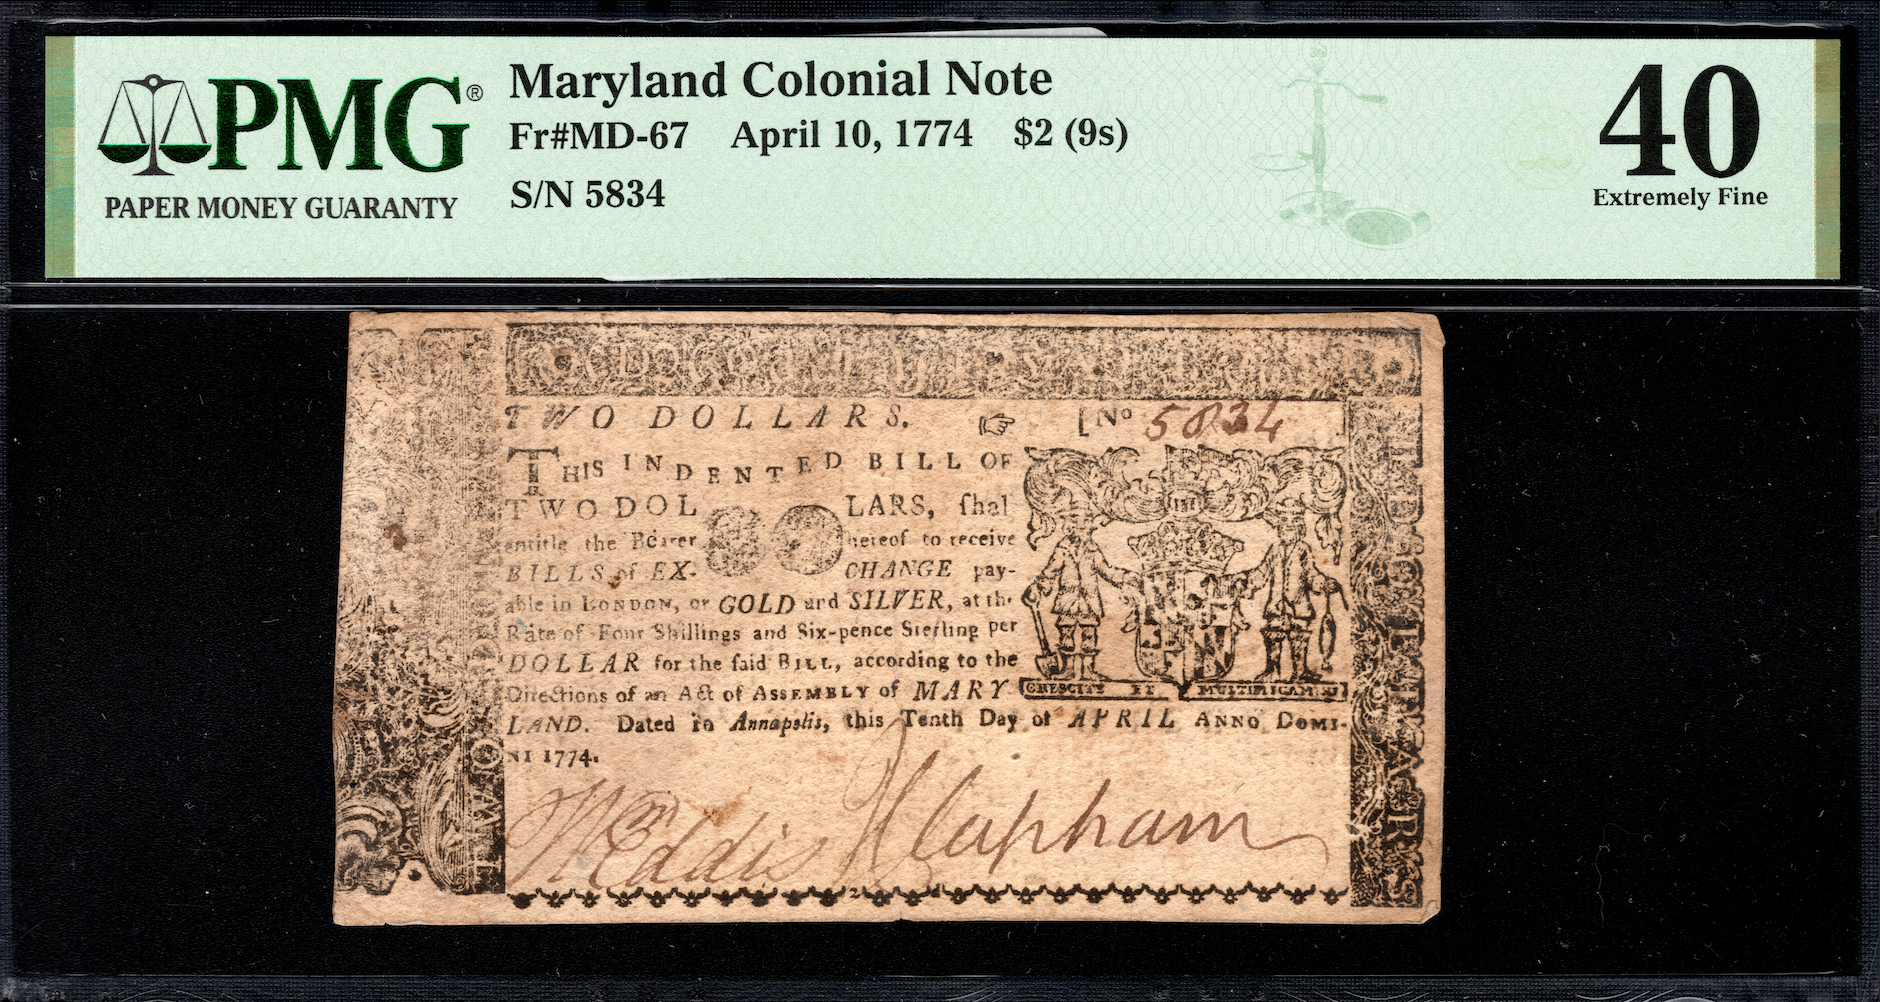 PMG®
PAPER MONEY GUARANTY
Maryland Colonial Note
Fr#MD-67 April 10, 1774 $2 (9s)
S/N 5834
40
Extremely Fine
TWO DOLLARS. ☞ [No 5834]
THIS INDENTED BILL OF
TWO DOL LARS, ſhal
entitle the Bearer hereof to receive
BILLS of EX- CHANGE pay-
able in LONDON, or GOLD and SILVER, at the
Rate of Four Shillings and Six-pence Sterling per
DOLLAR for the ſaid BILL, according to the
Directions of an Act of ASSEMBLY of MARY
LAND. Dated in Annapolis, this Tenth Day of APRIL ANNO DOMI-
NI 1774.
CRESCITE ET MULTIPLICAMINI
Wm Eddis J Clapham
TWO